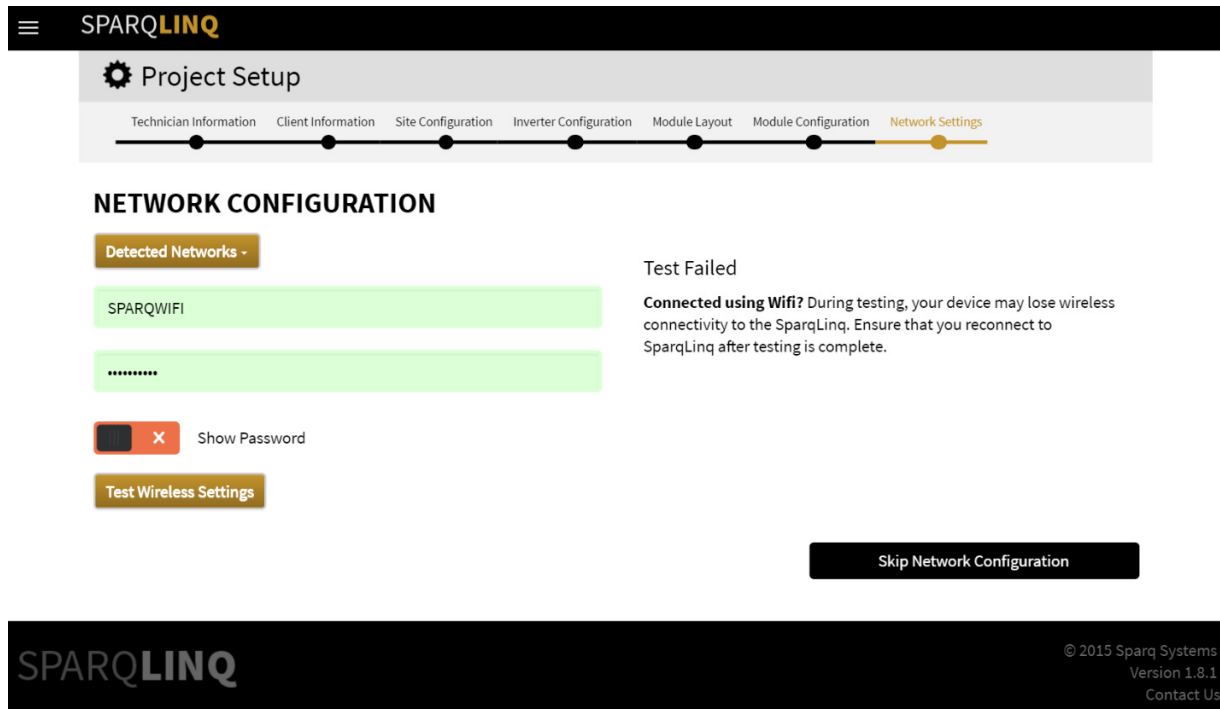 SPARQLINQ
Project Setup
Technician Information Client Information Site Configuration Inverter Configuration Module Layout Module Configuration Network Settings
NETWORK CONFIGURATION
Detected Networks -
Test Failed
SPARQWIFI
Connected using Wifi? During testing, your device may lose wireless
connectivity to the SparqLinq. Ensure that you reconnect to
SparqLinq after testing is complete.
••••••••••
Show Password
Test Wireless Settings
Skip Network Configuration
SPARQLINQ
© 2015 Sparq Systems
Version 1.8.1
Contact Us